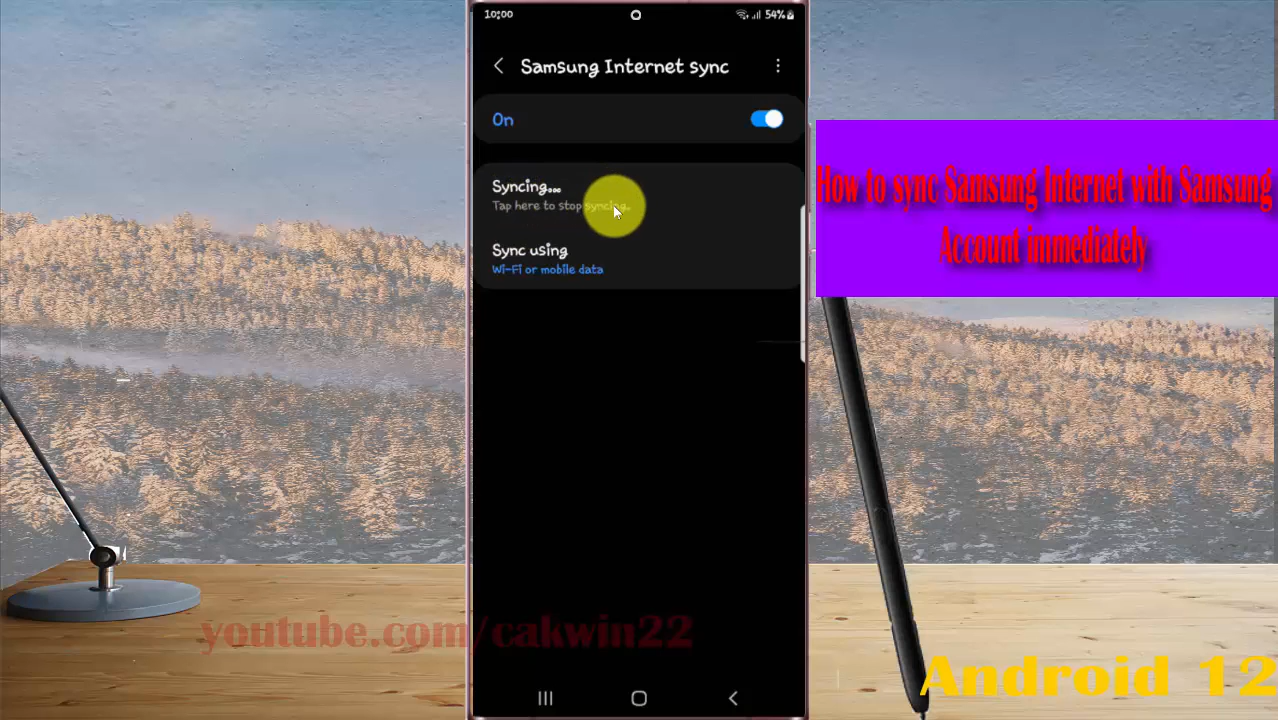 10:00
54%
Samsung Internet sync
On
Syncing...
Tap here to stop syncing.
Sync using
Wi-Fi or mobile data
How to sync Samsung Internet with Samsung
Account immediately
youtube.com/cakwin22
Android 12